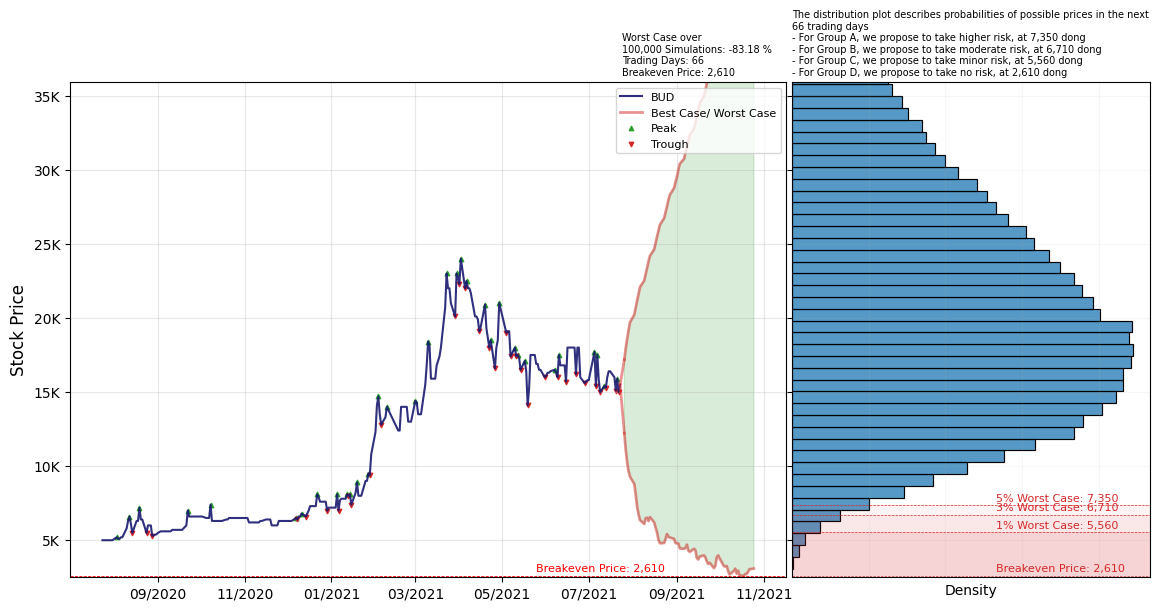 The distribution plot describes probabilities of possible prices in the next
66 trading days
- For Group A, we propose to take higher risk, at 7,350 dong
- For Group B, we propose to take moderate risk, at 6,710 dong
- For Group C, we propose to take minor risk, at 5,560 dong
- For Group D, we propose to take no risk, at 2,610 dong
Worst Case over
100,000 Simulations: -83.18 %
Trading Days: 66
Breakeven Price: 2,610
BUD
Best Case/ Worst Case
Peak
Trough
Stock Price
35K
30K
25K
20K
15K
10K
5K
Breakeven Price: 2,610
09/2020
11/2020
01/2021
03/2021
05/2021
07/2021
09/2021
11/2021
5% Worst Case: 7,350
3% Worst Case: 6,710
1% Worst Case: 5,560
Breakeven Price: 2,610
Density